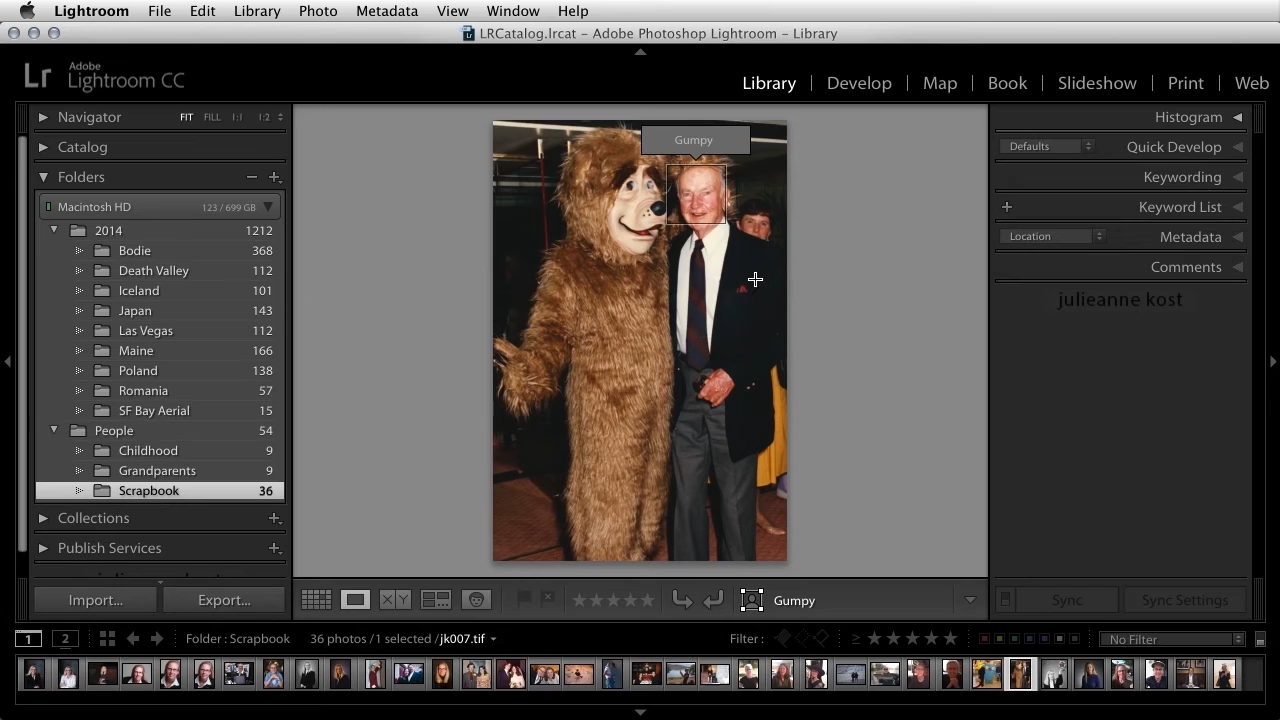 Lightroom File Edit Library Photo Metadata View Window Help
LRCatalog.lrcat – Adobe Photoshop Lightroom – Library
Lr Adobe
Lightroom CC
Library Develop Map Book Slideshow Print Web
Navigator FIT FILL 1:1 1:2
Catalog
Folders
Macintosh HD 123 / 699 GB
2014 1212
Bodie 368
Death Valley 112
Iceland 101
Japan 143
Las Vegas 112
Maine 166
Poland 138
Romania 57
SF Bay Aerial 15
People 54
Childhood 9
Grandparents 9
Scrapbook 36
Collections
Publish Services
Import... Export...
Gumpy
Histogram
Defaults Quick Develop
Keywording
Keyword List
Location Metadata
Comments
julieanne kost
XY
Gumpy
Sync Sync Settings
1 2 Folder : Scrapbook 36 photos /1 selected /jk007.tif Filter : No Filter